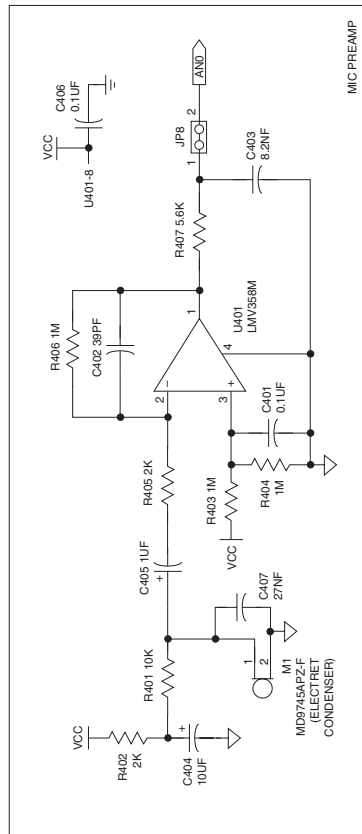 VCC
R402
2K
C404
10UF
+
R401 10K
C405 1UF
+
R405 2K
M1
MD9745APZ-F
(ELECTRET
CONDENSER)
1
2
C407
27NF
VCC
R403 1M
R404
1M
C401
0.1UF
R406 1M
C402 39PF
2
3
−
+
1
4
U401
LMV358M
R407 5.6K
C403
8.2NF
JP8
1
2
AN0
VCC
U401-8
C406
0.1UF
MIC PREAMP